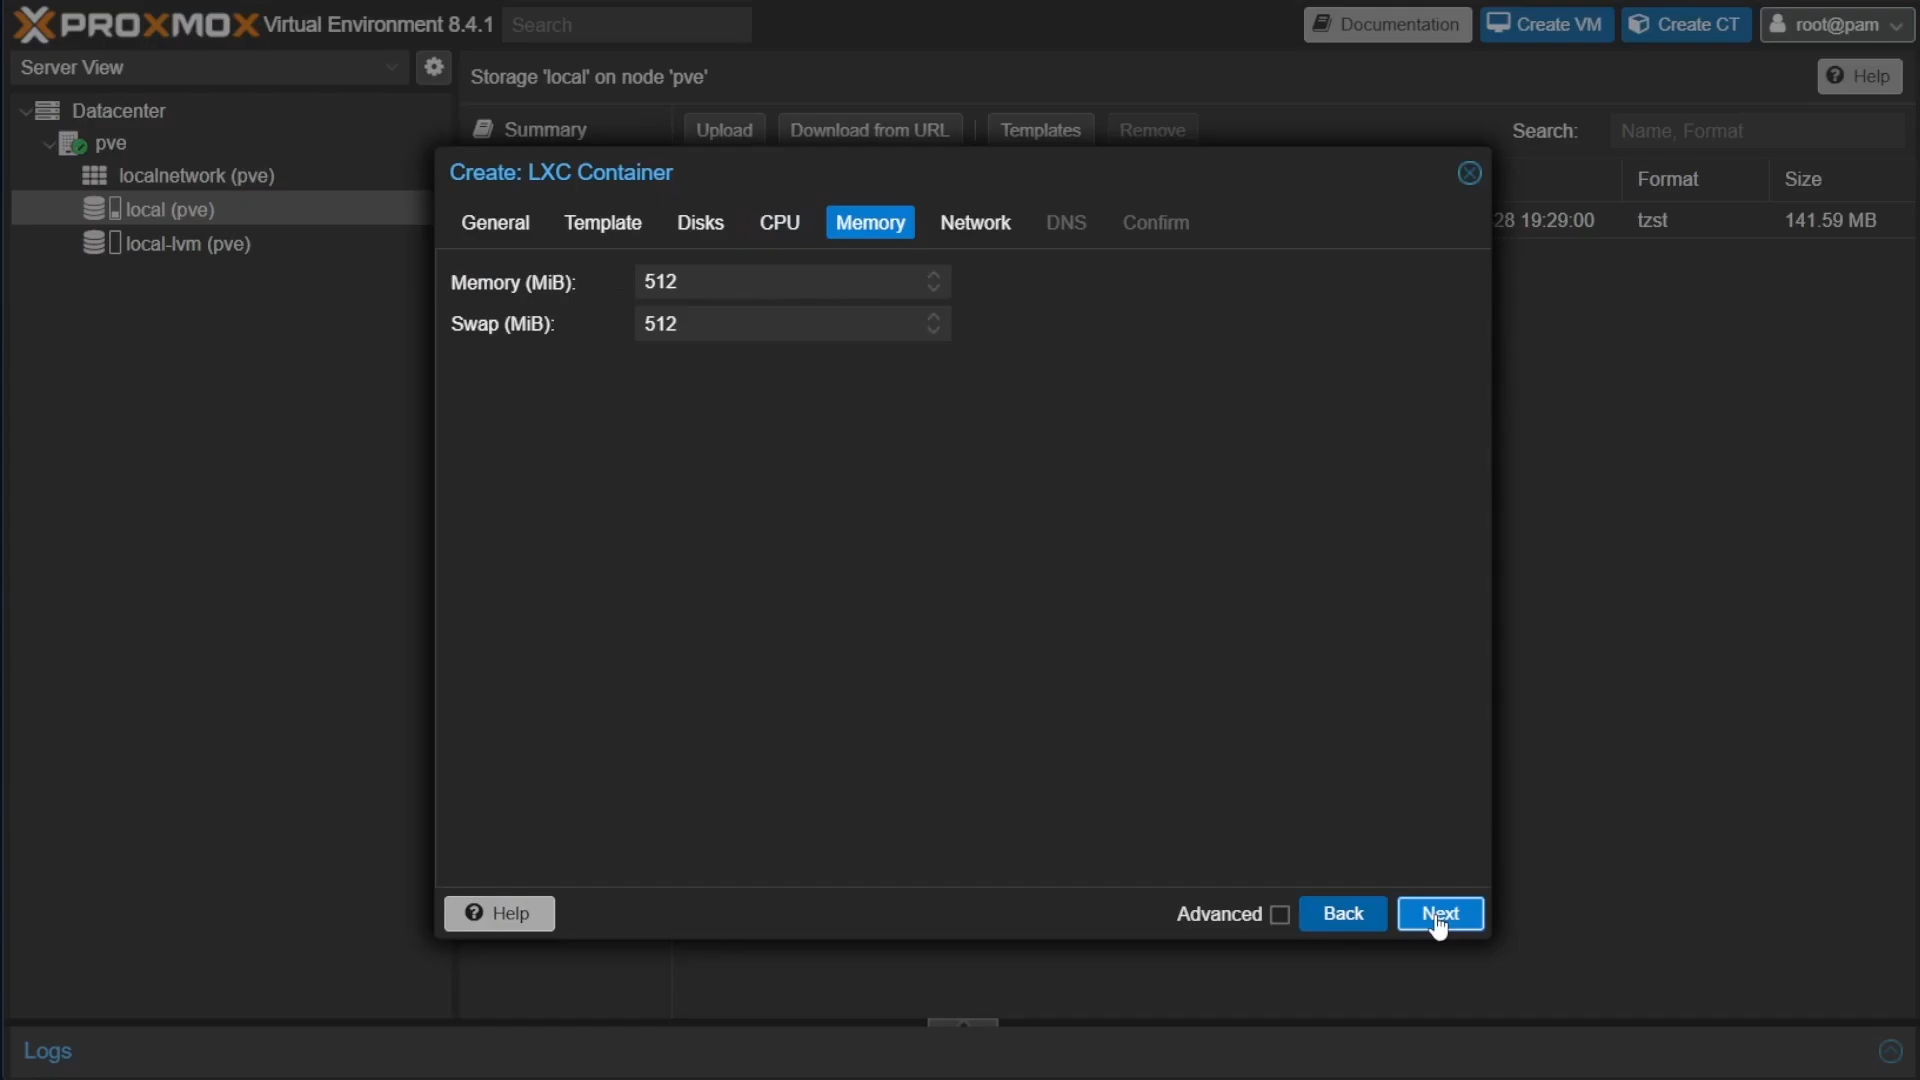 PROXMOX Virtual Environment 8.4.1 Search Documentation Create VM Create CT root@pam
Server View
Storage 'local' on node 'pve' Help
Datacenter
pve
localnetwork (pve)
local (pve)
local-lvm (pve)
Summary Upload Download from URL Templates Remove Search: Name, Format
Format Size
28 19:29:00 tzst 141.59 MB
Create: LXC Container
General Template Disks CPU Memory Network DNS Confirm
Memory (MiB): 512
Swap (MiB): 512
Help Advanced Back Next
Logs